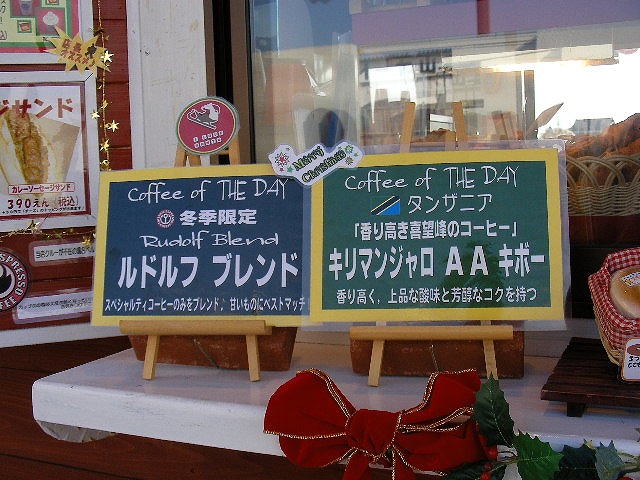 ジサンド
カレーソーセージサンド
390えん(税込)
ESPRESSO
COFFEE
Merry
Christmas
Coffee of THE DAY
冬季限定
Rudolf Blend
ルドルフ ブレンド
スペシャルティコーヒーのみをブレンド。甘いものにベストマッチ
Coffee of THE DAY
タンザニア
「香り高き喜望峰のコーヒー」
キリマンジャロ AA キボー
香り高く、上品な酸味と芳醇なコクを持つ